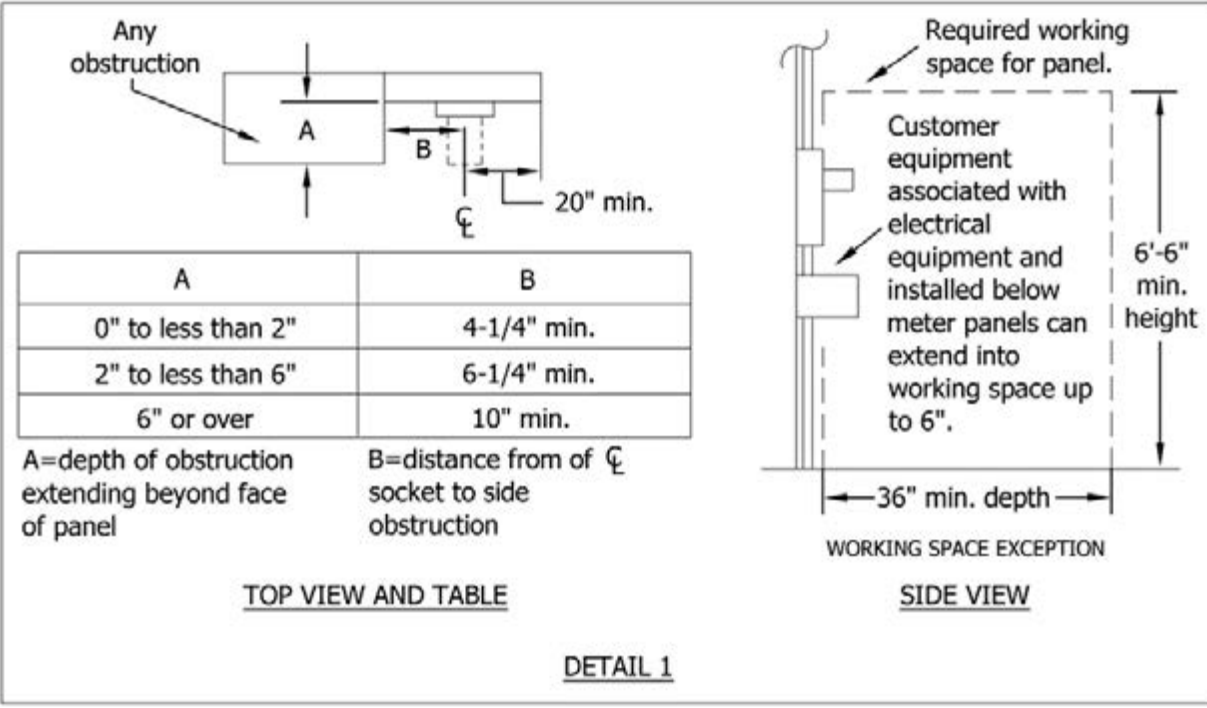 Any
obstruction
A
B
℄
20" min.
A B
0" to less than 2" 4-1/4" min.
2" to less than 6" 6-1/4" min.
6" or over 10" min.
A=depth of obstruction
extending beyond face
of panel
B=distance from of ℄
socket to side
obstruction
TOP VIEW AND TABLE
Required working
space for panel.
Customer
equipment
associated with
electrical
equipment and
installed below
meter panels can
extend into
working space up
to 6".
6'-6"
min.
height
36" min. depth
WORKING SPACE EXCEPTION
SIDE VIEW
DETAIL 1